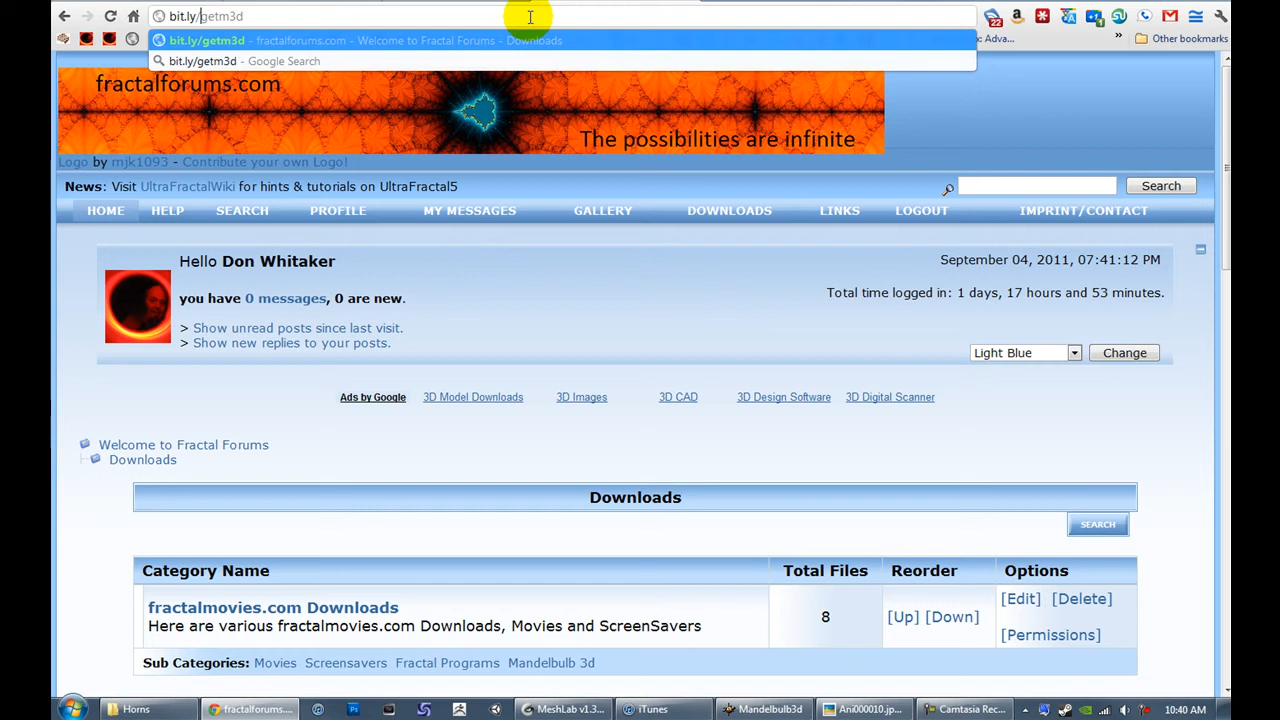 bit.ly/getm3d
bit.ly/getm3d - fractalforums.com - Welcome to Fractal Forums - Downloads
bit.ly/getm3d - Google Search
22
ic Adva...
»
Other bookmarks
fractalforums.com
The possibilities are infinite
Logo by mjk1093 - Contribute your own Logo!
News: Visit UltraFractalWiki for hints & tutorials on UltraFractal5
Search
HOME HELP SEARCH PROFILE MY MESSAGES GALLERY DOWNLOADS LINKS LOGOUT IMPRINT/CONTACT
Hello Don Whitaker
September 04, 2011, 07:41:12 PM
you have 0 messages, 0 are new.
Total time logged in: 1 days, 17 hours and 53 minutes.
> Show unread posts since last visit.
> Show new replies to your posts.
Light Blue Change
Ads by Google 3D Model Downloads 3D Images 3D CAD 3D Design Software 3D Digital Scanner
Welcome to Fractal Forums
Downloads
Downloads
SEARCH
Category Name Total Files Reorder Options
fractalmovies.com Downloads
Here are various fractalmovies.com Downloads, Movies and ScreenSavers
8
[Up] [Down]
[Edit] [Delete]
[Permissions]
Sub Categories: Movies Screensavers Fractal Programs Mandelbulb 3d
Horns
fractalforums....
Ps
MeshLab v1.3...
iTunes
Mandelbulb3d
Ani000010.jp...
Camtasia Rec...
10:40 AM